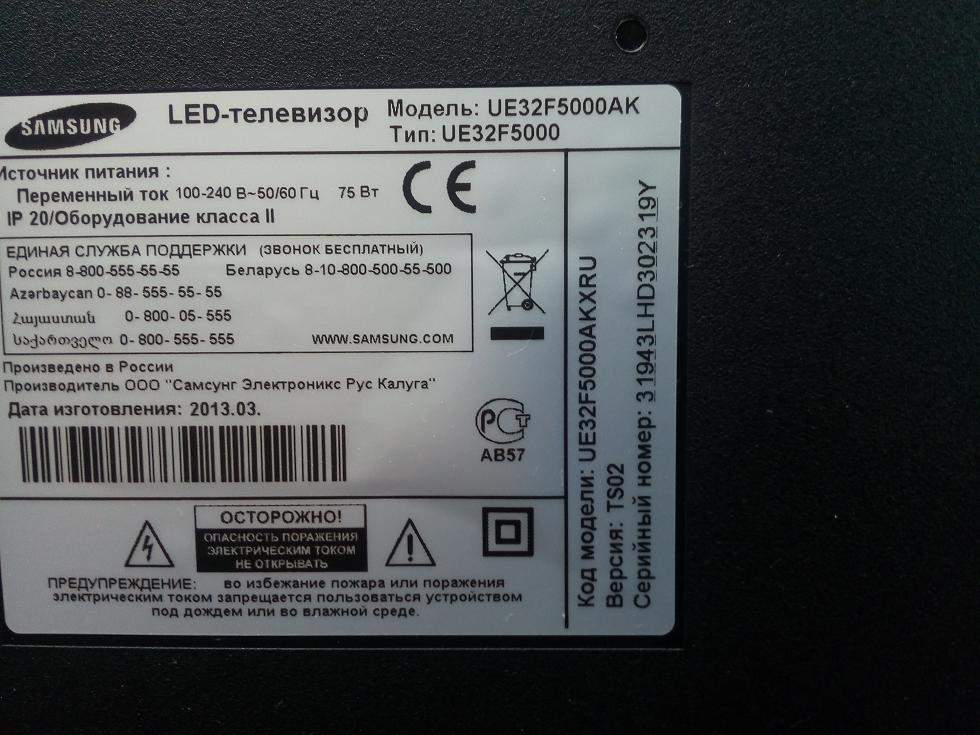 SAMSUNG
LED-телевизор
Модель: UE32F5000AK
Тип: UE32F5000
Источник питания :
Переменный ток 100-240 В~50/60 Гц 75 Вт
IP 20/Оборудование класса II
ЕДИНАЯ СЛУЖБА ПОДДЕРЖКИ (ЗВОНОК БЕСПЛАТНЫЙ)
Россия 8-800-555-55-55 Беларусь 8-10-800-500-55-500
Azərbaycan 0- 88- 555- 55- 55
Հայաստան 0- 800- 05- 555
საქართველო 0- 800- 555- 555 WWW.SAMSUNG.COM
CE
Произведено в России
Производитель ООО "Самсунг Электроникс Рус Калуга"
Дата изготовления: 2013.03.
РСТ
АВ57
ОСТОРОЖНО!
ОПАСНОСТЬ ПОРАЖЕНИЯ
ЭЛЕКТРИЧЕСКИМ ТОКОМ
НЕ ОТКРЫВАТЬ
ПРЕДУПРЕЖДЕНИЕ: во избежание пожара или поражения
электрическим током запрещается пользоваться устройством
под дождем или во влажной среде.
Код модели: UE32F5000AKXRU
Версия: TS02
Серийный номер: 31943LHD302319Y